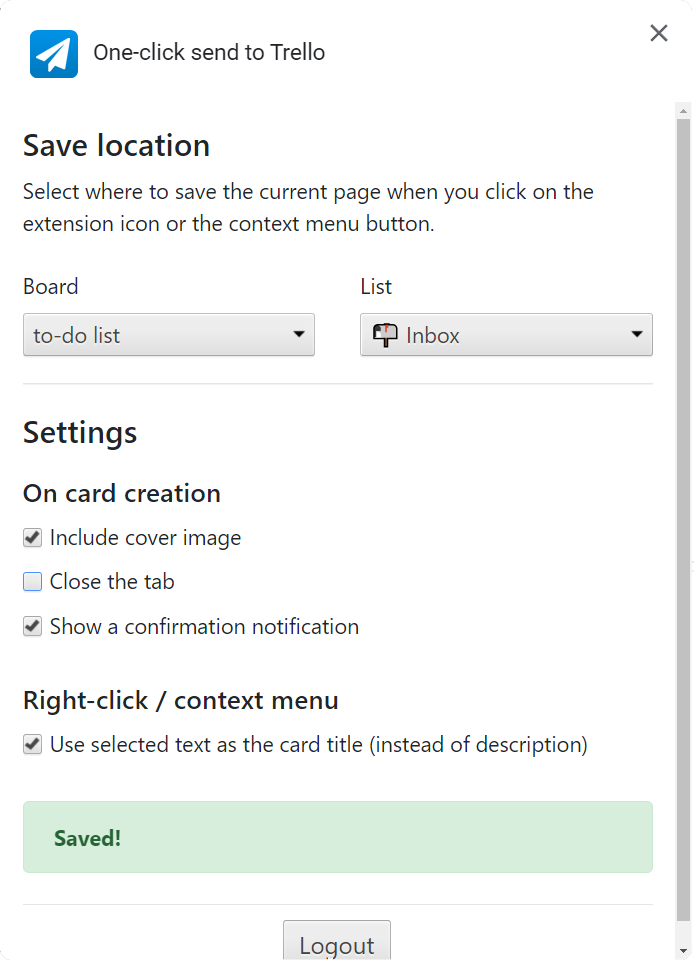 One-click send to Trello
Save location
Select where to save the current page when you click on the
extension icon or the context menu button.
Board
List
to-do list
Inbox
Settings
On card creation
Include cover image
Close the tab
Show a confirmation notification
Right-click / context menu
Use selected text as the card title (instead of description)
Saved!
Logout